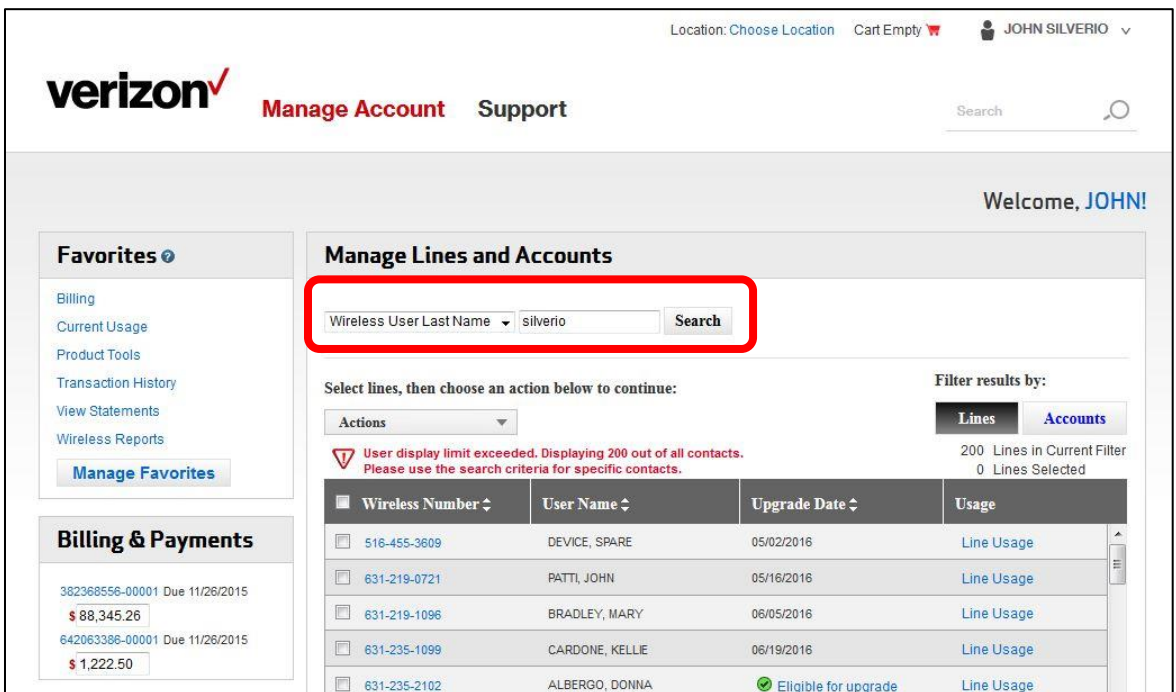 Location: Choose Location Cart Empty JOHN SILVERIO
verizon
Manage Account Support
Search
Welcome, JOHN!
Favorites
Billing
Current Usage
Product Tools
Transaction History
View Statements
Wireless Reports
Manage Favorites
Billing & Payments
382368556-00001 Due 11/26/2015
$ 88,345.26
642063386-00001 Due 11/26/2015
$ 1,222.50
Manage Lines and Accounts
Wireless User Last Name silverio Search
Select lines, then choose an action below to continue:
Actions
Filter results by:
Lines Accounts
User display limit exceeded. Displaying 200 out of all contacts.
Please use the search criteria for specific contacts.
200 Lines in Current Filter
0 Lines Selected
Wireless Number User Name Upgrade Date Usage
516-455-3609 DEVICE, SPARE 05/02/2016 Line Usage
631-219-0721 PATTI, JOHN 05/16/2016 Line Usage
631-219-1096 BRADLEY, MARY 06/05/2016 Line Usage
631-235-1099 CARDONE, KELLIE 06/19/2016 Line Usage
631-235-2102 ALBERGO, DONNA Eligible for upgrade Line Usage